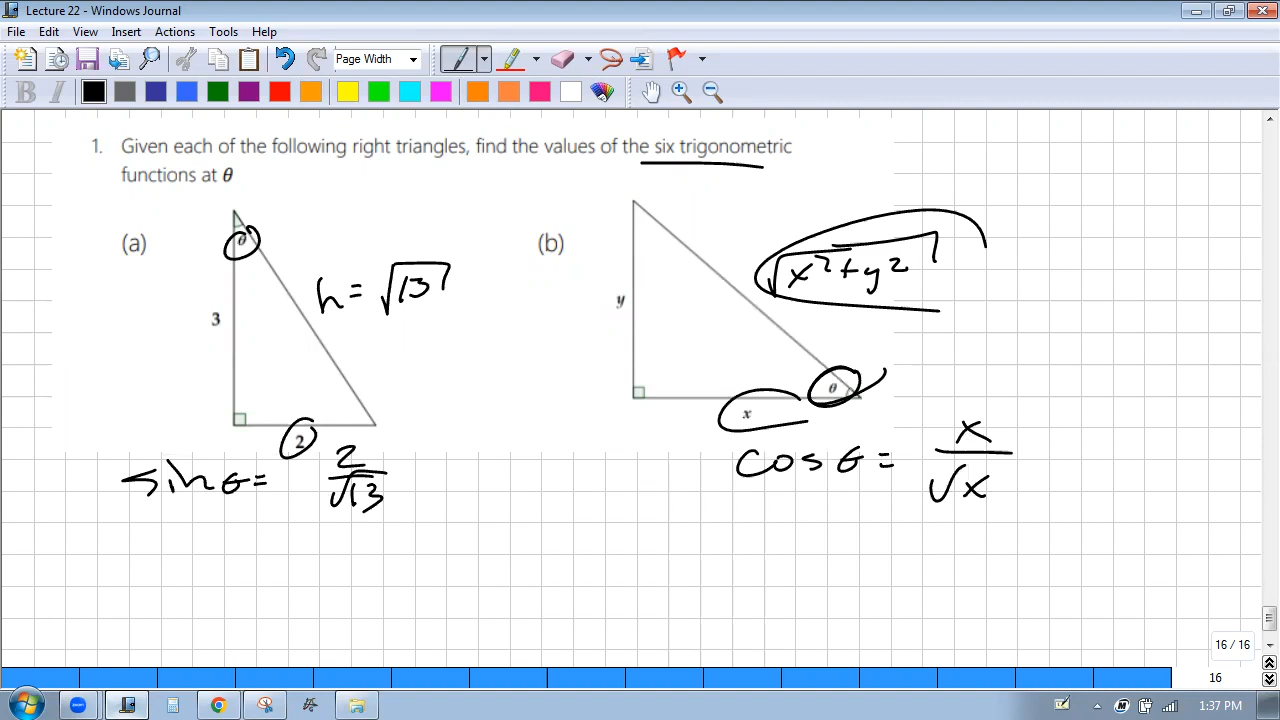 Lecture 22 - Windows Journal
File Edit View Insert Actions Tools Help
Page Width
B I
1. Given each of the following right triangles, find the values of the six trigonometric
functions at θ
(a)
θ
h = √13
3
2
sin θ = 2/√13
(b)
√x²+y²
y
θ
x
cos θ = x/√x
16 / 16
16
zoom
1:37 PM